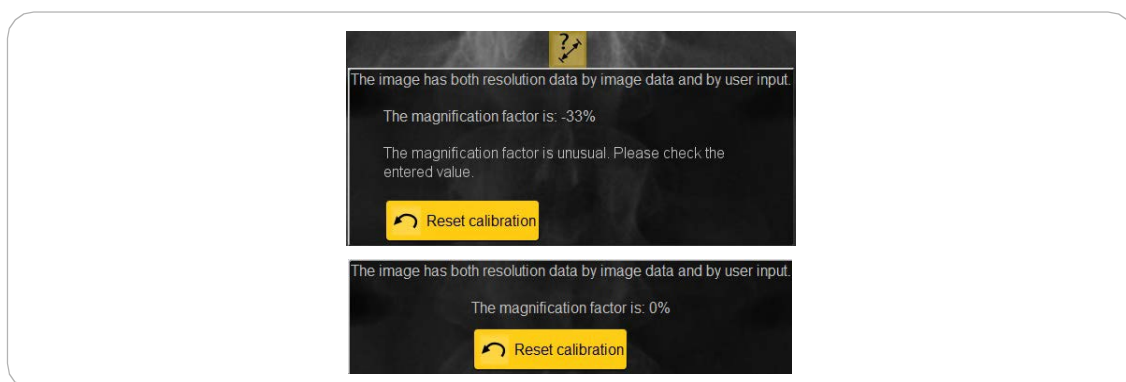 ?
The image has both resolution data by image data and by user input.
The magnification factor is: -33%
The magnification factor is unusual. Please check the
entered value.
Reset calibration
The image has both resolution data by image data and by user input.
The magnification factor is: 0%
Reset calibration